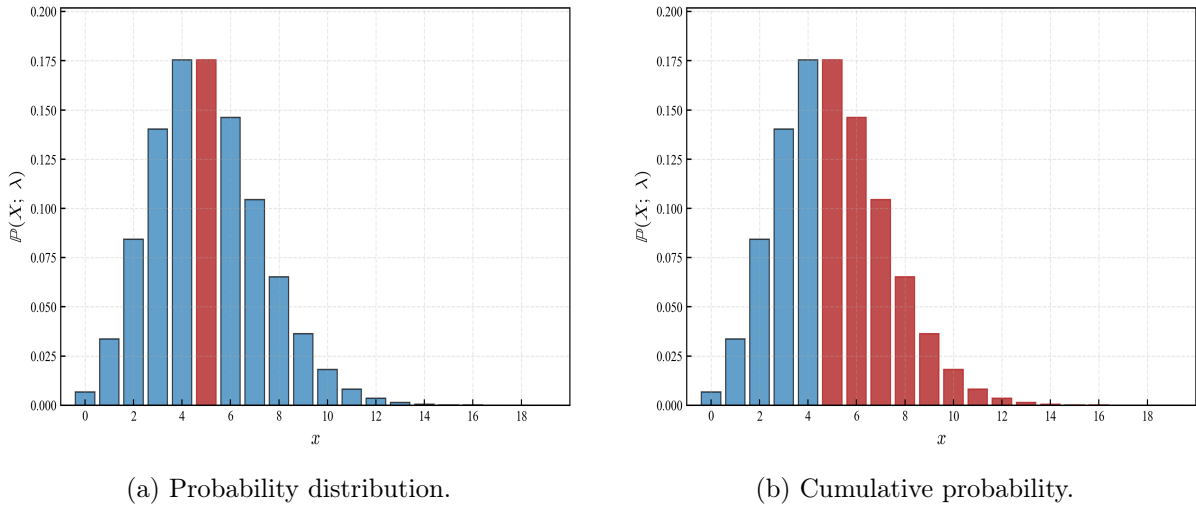 0.200
0.175
0.150
0.125
0.100
0.075
0.050
0.025
0.000
ℙ(X; λ)
0 2 4 6 8 10 12 14 16 18
x
(a) Probability distribution.
0.200
0.175
0.150
0.125
0.100
0.075
0.050
0.025
0.000
ℙ(X; λ)
0 2 4 6 8 10 12 14 16 18
x
(b) Cumulative probability.